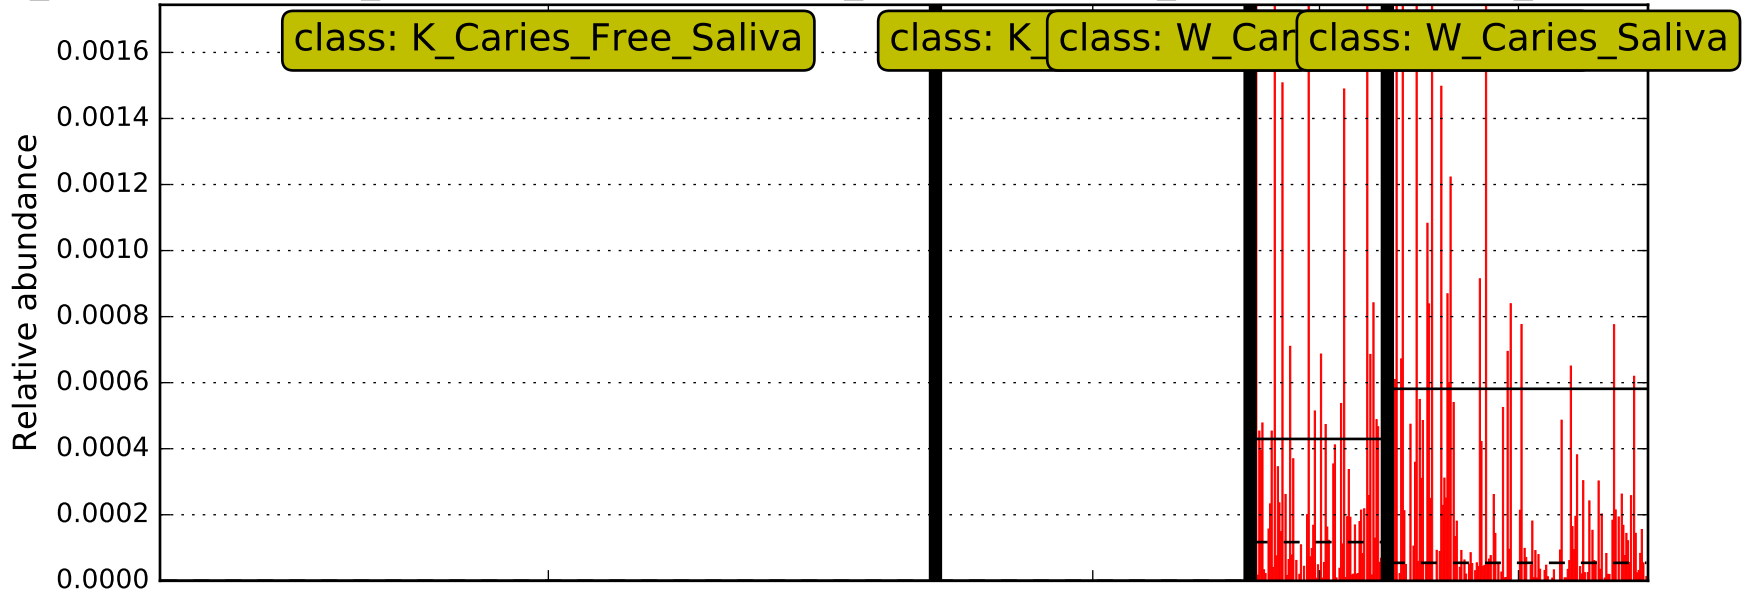 class: K_Caries_Free_Saliva
class: K_
class: W_Car
class: W_Caries_Saliva
Relative abundance
0.0016
0.0014
0.0012
0.0010
0.0008
0.0006
0.0004
0.0002
0.0000